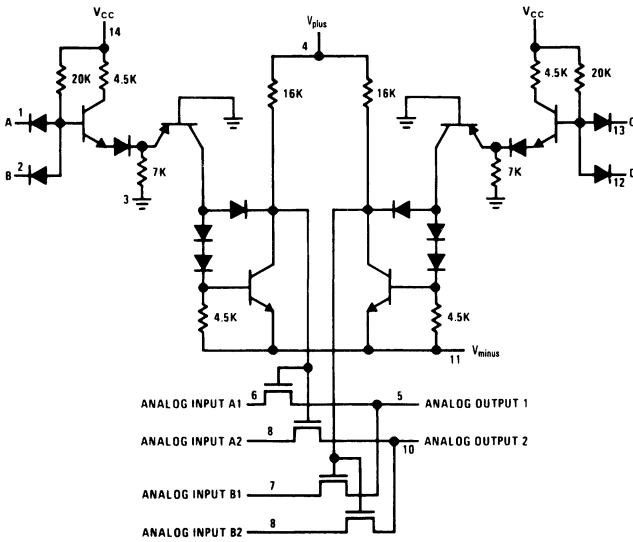 VCC
14
20K
4.5K
A
1
B
2
3
7K
Vplus
4
16K
16K
VCC
4.5K
20K
13
C
7K
12
D
4.5K
4.5K
11
Vminus
ANALOG INPUT A1
6
5
ANALOG OUTPUT 1
ANALOG INPUT A2
8
10
ANALOG OUTPUT 2
ANALOG INPUT B1
7
ANALOG INPUT B2
8